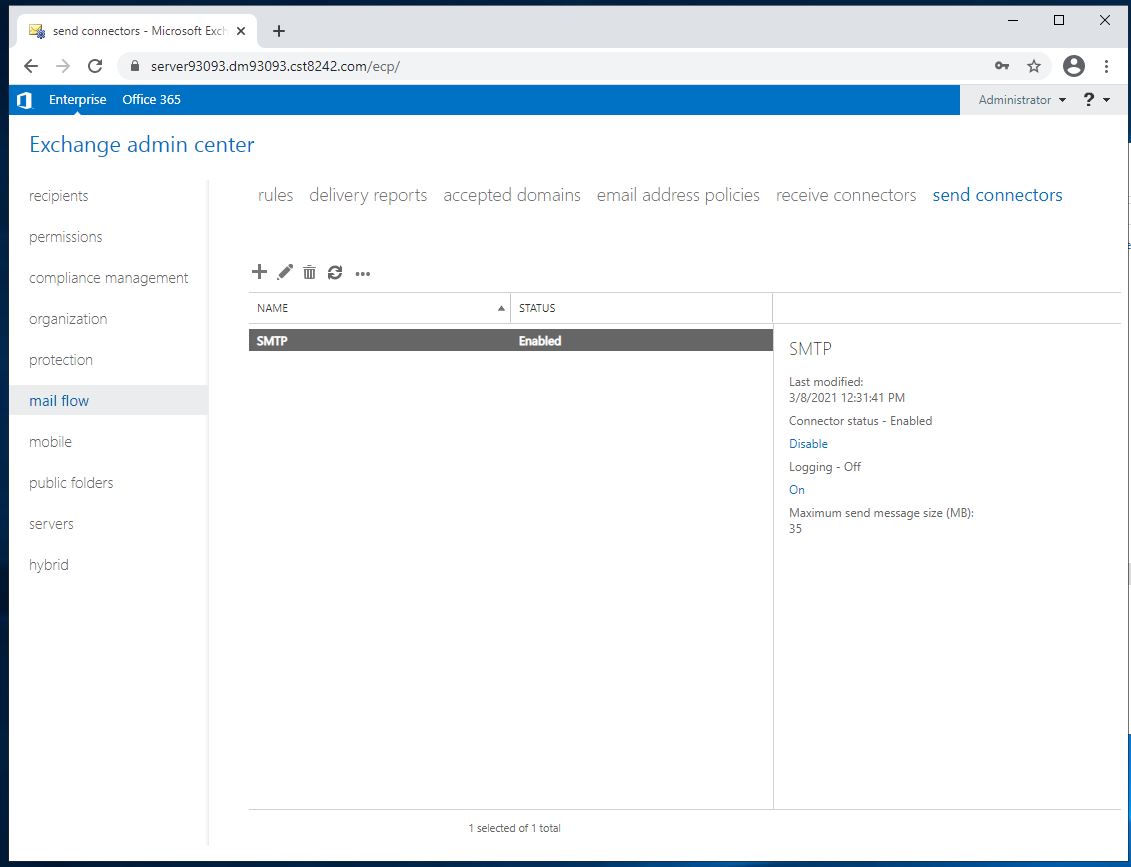 send connectors - Microsoft Exch
server93093.dm93093.cst8242.com/ecp/
Enterprise Office 365 Administrator ?
Exchange admin center
recipients
permissions
compliance management
organization
protection
mail flow
mobile
public folders
servers
hybrid
rules delivery reports accepted domains email address policies receive connectors send connectors
NAME STATUS
SMTP Enabled
SMTP
Last modified:
3/8/2021 12:31:41 PM
Connector status - Enabled
Disable
Logging - Off
On
Maximum send message size (MB):
35
1 selected of 1 total